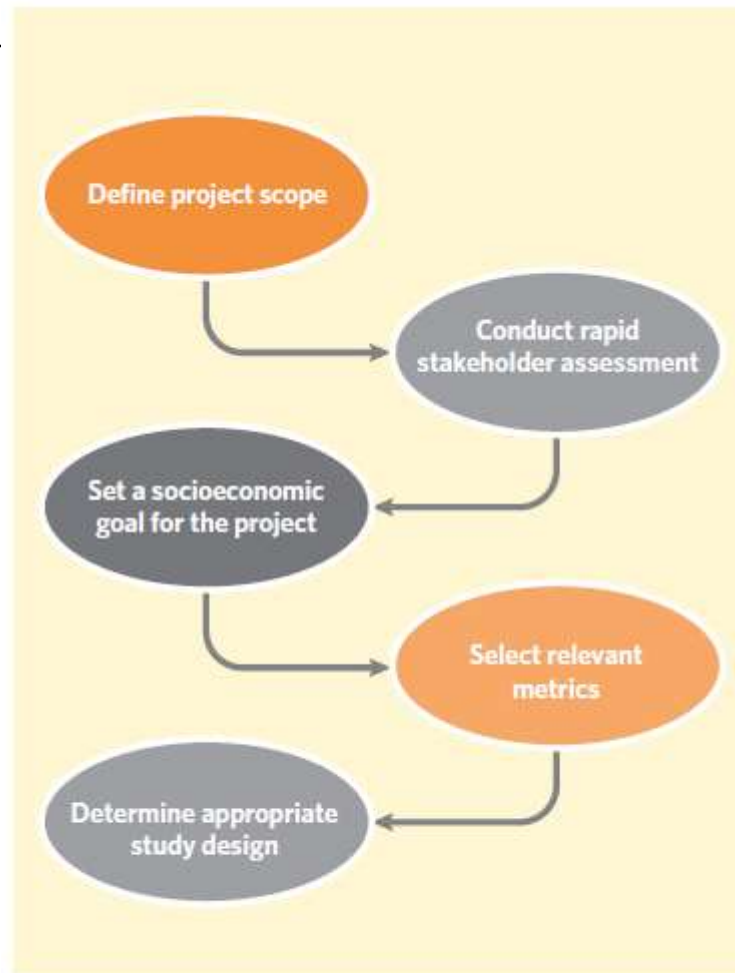 Define project scope
Conduct rapid
stakeholder assessment
Set a socioeconomic
goal for the project
Select relevant
metrics
Determine appropriate
study design